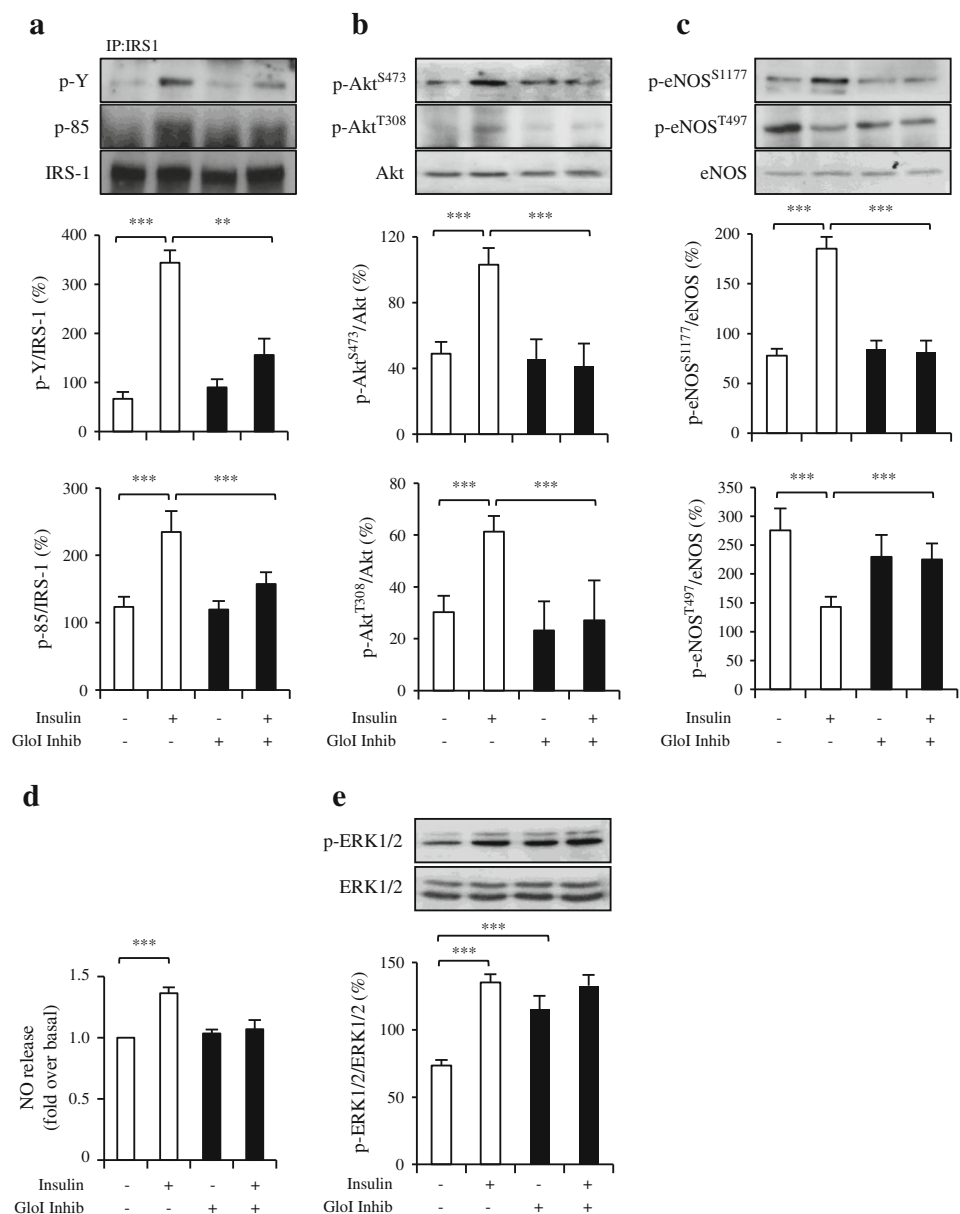 a
IP:IRS1
p-Y
p-85
IRS-1
*** **
400
300
200
100
0
p-Y/IRS-1 (%)
*** ***
300
200
100
0
p-85/IRS-1 (%)
Insulin - + - +
GloI Inhib - - + +
b
p-Akt^S473
p-Akt^T308
Akt
*** ***
120
80
40
0
p-Akt^S473/Akt (%)
*** ***
80
60
40
20
0
p-Akt^T308/Akt (%)
Insulin - + - +
GloI Inhib - - + +
c
p-eNOS^S1177
p-eNOS^T497
eNOS
*** ***
200
150
100
50
0
p-eNOS^S1177/eNOS (%)
*** ***
350
300
250
200
150
100
50
0
p-eNOS^T497/eNOS (%)
Insulin - + - +
GloI Inhib - - + +
d
***
1.5
1.0
0.5
0.0
NO release
(fold over basal)
Insulin - + - +
GloI Inhib - - + +
e
p-ERK1/2
ERK1/2
***
***
150
100
50
0
p-ERK1/2/ERK1/2 (%)
Insulin - + - +
GloI Inhib - - + +